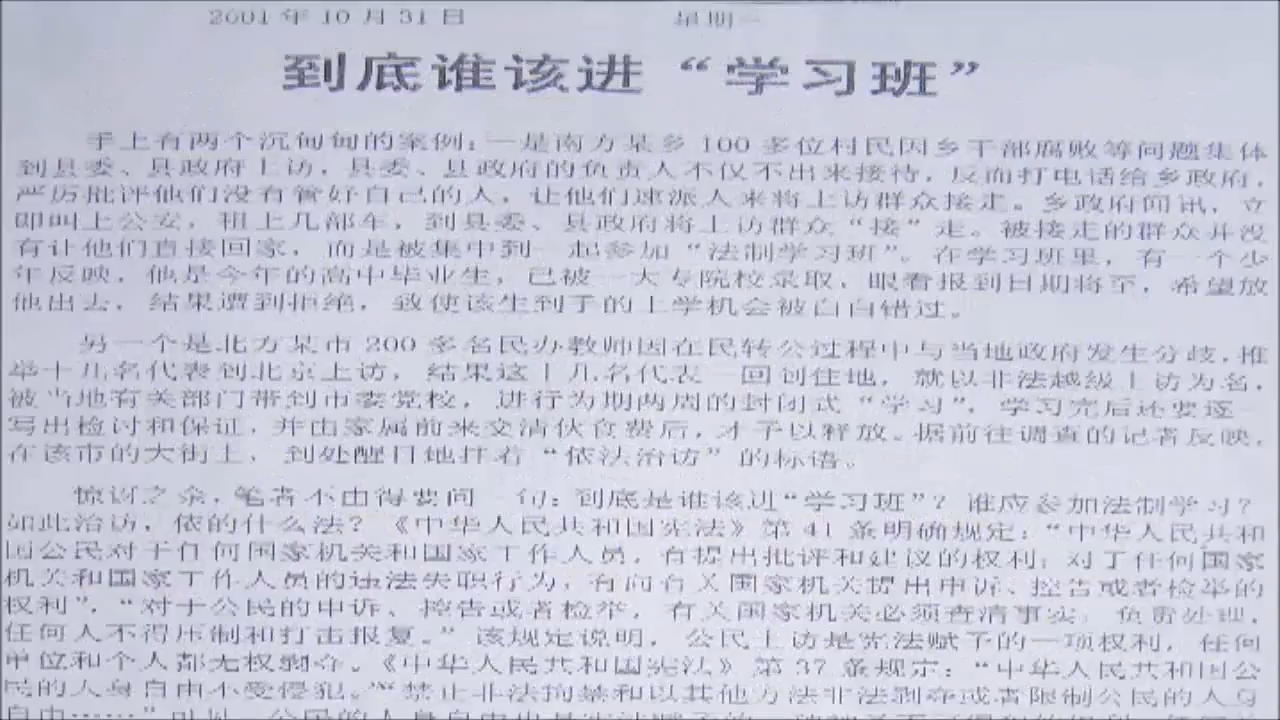 2001 年 10 月 31 日 星期一
到底谁该进“学习班”
手上有两个沉甸甸的案例：一是南方某乡 100 多位村民因乡干部腐败等问题集体
到县委、县政府上访，县委、县政府的负责人不仅不出来接待，反而打电话给乡政府，
严厉批评他们没有管好自己的人，让他们速派人来将上访群众接走。乡政府闻讯，立
即叫上公安，租上几部车，到县委、县政府将上访群众“接”走。被接走的群众并没
有让他们直接回家，而是被集中到一起参加“法制学习班”。在学习班里，有一个少
年反映，他是今年的高中毕业生，已被一大专院校录取，眼看报到日期将至，希望放
他出去，结果遭到拒绝，致使该生到手的上学机会被白白错过。
另一个是北方某市 200 多名民办教师因在民转公过程中与当地政府发生分歧，推
举十几名代表到北京上访，结果这十几名代表一回到住地，就以非法越级上访为名，
被当地有关部门带到市委党校，进行为期两周的封闭式“学习”，学习完后还要逐一
写出检讨和保证，并由家属前来交清伙食费后，才予以释放。据前往调查的记者反映，
在该市的大街上，到处醒目地打着“依法治访”的标语。
惊讶之余，笔者不由得要问一句：到底是谁该进“学习班”？谁应参加法制学习？
如此治访，依的什么法？《中华人民共和国宪法》第 41 条明确规定：“中华人民共和
国公民对于任何国家机关和国家工作人员，有提出批评和建议的权利；对于任何国家
机关和国家工作人员的违法失职行为，有向有关国家机关提出申诉、控告或者检举的
权利”，“对于公民的申诉、控告或者检举，有关国家机关必须查清事实，负责处理，
任何人不得压制和打击报复。”该规定说明，公民上访是宪法赋予的一项权利，任何
单位和个人都无权剥夺。《中华人民共和国宪法》第 37 条规定：“中华人民共和国公
民的人身自由不受侵犯。”“禁止非法拘禁和以其他方法非法剥夺或者限制公民的人身
自由……”